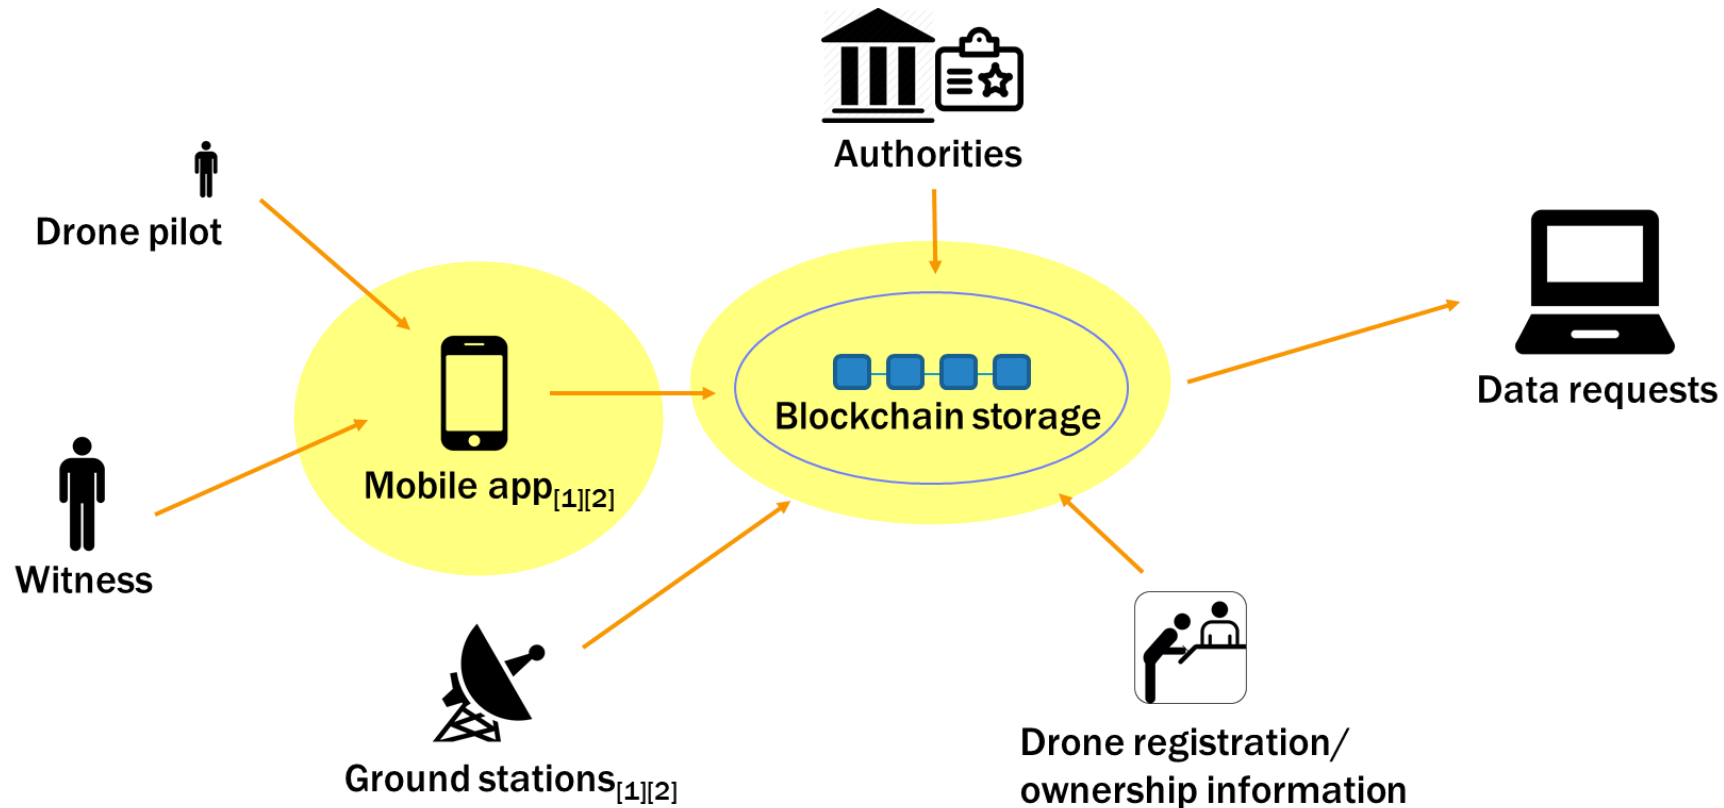 Authorities
Drone pilot
Data requests
Blockchain storage
Mobile app[1][2]
Witness
Ground stations[1][2]
Drone registration/
ownership information